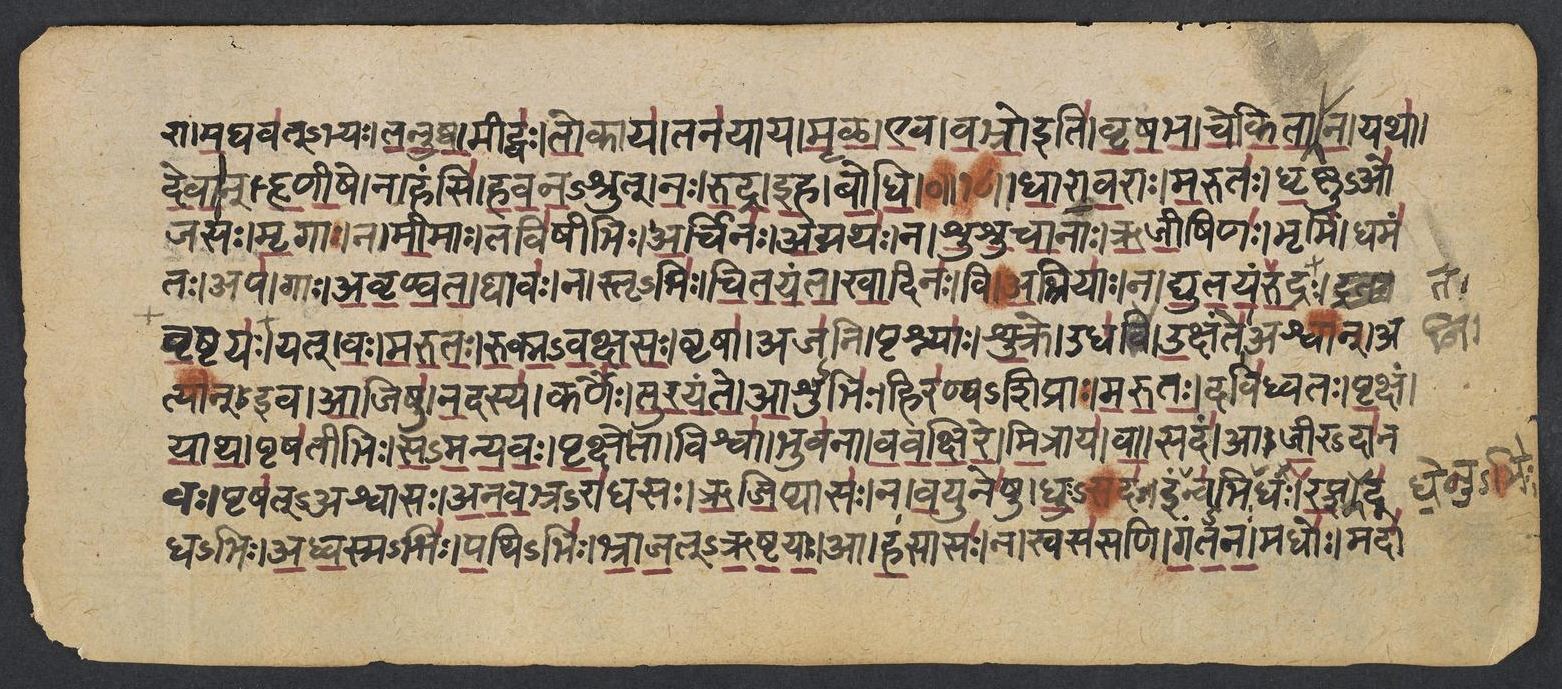 रा।मघवत्ऽभ्यः।तनुष्व।मीढ्वः।तोकाय।तनयाय।मृळ।एव।बभ्रो इति।वृषभ।चेकितान।यथा।
देव।न।हृणीषे।न।हंसि।हवनऽश्रुत्।नः।रुद्र।इह।बोधि।धारावराः।मरुतः।धृष्णुऽओ
जसः।मृगाः।न।भीमाः।तविषीभिः।अर्चिनः।अग्नयः।न।शुशुचानाः।ऋजीषिणः।भृमिं।धमं
तः।अप।गाः।अवृण्वत।द्यावः।न।स्तृऽभिः।चितयंत।खादिनः।वि।अभ्रियाः।न।द्युतयंत त।
वृष्टयः।यत्।वः।मरुतः।रुक्मऽवक्षसः।वृषा।अजनि।पृश्न्याः।शुक्रे।ऊधनि।उक्षंते।अश्वान्।अ नि।
त्यान्ऽइव।आजिषु।नदस्य।कर्णैः।तुरयंते।आशुऽभिः।हिरण्यऽशिप्राः।मरुतः।दविध्वतः।पृक्षं।
याथ।पृषतीभिः।सऽमन्यवः।पृक्षे।ता।विश्वा।भुवना।ववक्षिरे।मित्राय।वा।सदं।आ।जीरऽदान
वः।पृषत्ऽअश्वासः।अनवभ्रऽराधसः।ऋजिप्यासः।न।वयुनेषु।धूःऽसदः।इंधन्वभिः।धेनुऽभिः।रप्शदू
धऽभिः।अध्वस्मऽभिः।पथिऽभिः।भ्राजत्ऽऋष्टयः।आ।हंसासः।न।स्वसराणि।गंतन।मधोः।मदा